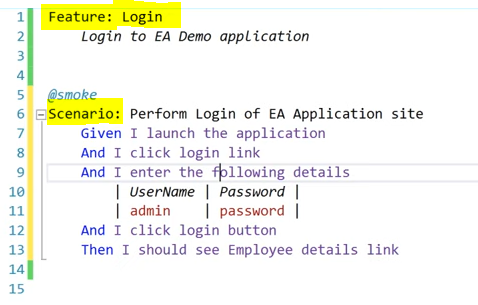 1 Feature: Login
2 Login to EA Demo application
3
4
5 @smoke
6 Scenario: Perform Login of EA Application site
7 Given I launch the application
8 And I click login link
9 And I enter the following details
10 | UserName | Password |
11 | admin | password |
12 And I click login button
13 Then I should see Employee details link
14
15